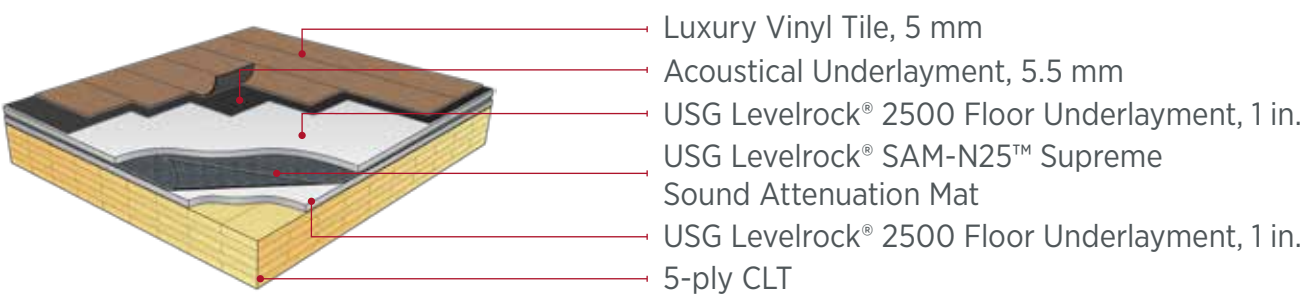 Luxury Vinyl Tile, 5 mm
Acoustical Underlayment, 5.5 mm
USG Levelrock® 2500 Floor Underlayment, 1 in.
USG Levelrock® SAM-N25™ Supreme
Sound Attenuation Mat
USG Levelrock® 2500 Floor Underlayment, 1 in.
5-ply CLT